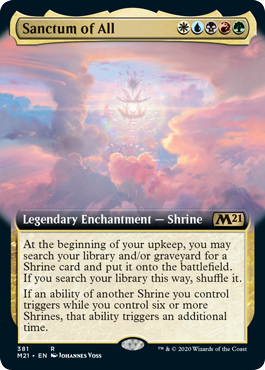 Sanctum of All
Legendary Enchantment — Shrine
M21
At the beginning of your upkeep, you may
search your library and/or graveyard for a
Shrine card and put it onto the battlefield.
If you search your library this way, shuffle it.
If an ability of another Shrine you control
triggers while you control six or more
Shrines, that ability triggers an additional
time.
381 R
M21 • EN Johannes Voss
™ & © 2020 Wizards of the Coast